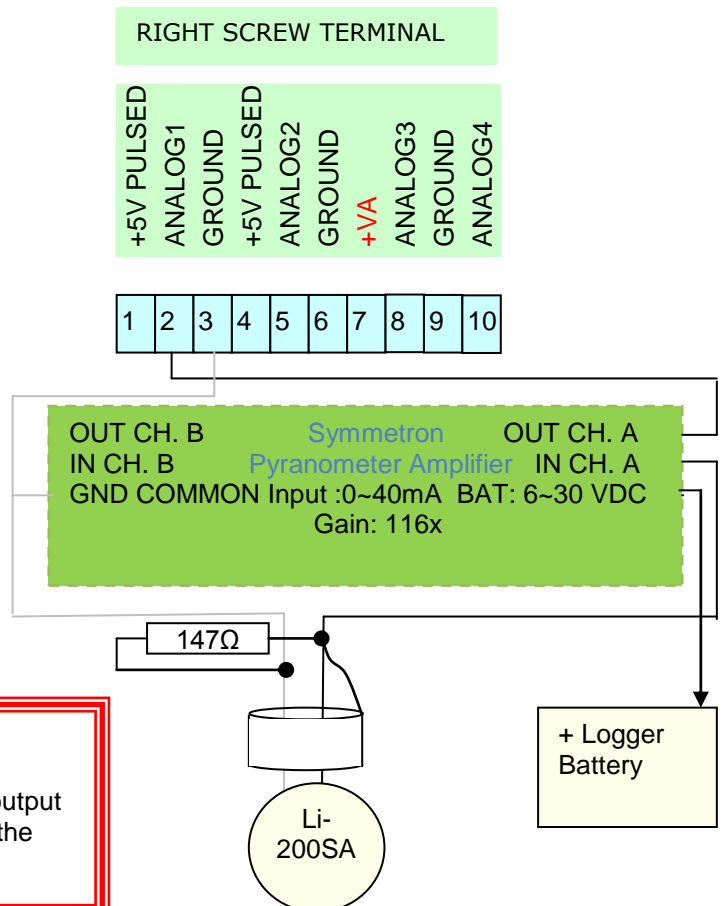 RIGHT SCREW TERMINAL
+5V PULSED
ANALOG1
GROUND
+5V PULSED
ANALOG2
GROUND
+VA
ANALOG3
GROUND
ANALOG4
1 2 3 4 5 6 7 8 9 10
OUT CH. B Symmetron OUT CH. A
IN CH. B Pyranometer Amplifier IN CH. A
GND COMMON Input :0~40mA BAT: 6~30 VDC
Gain: 116x
147Ω
+ Logger
Battery
output
the
Li-
200SA